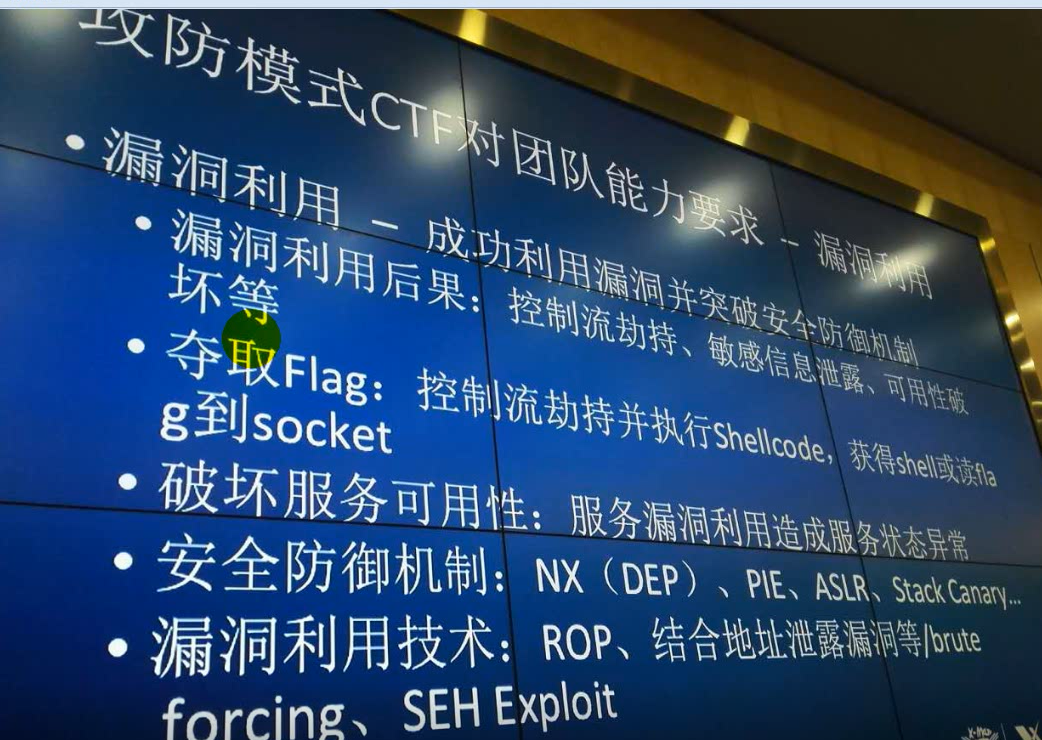 攻防模式CTF对团队能力要求 – 漏洞利用
• 漏洞利用 – 成功利用漏洞并突破安全防御机制
• 漏洞利用后果：控制流劫持、敏感信息泄露、可用性破
坏等
• 夺取Flag：控制流劫持并执行Shellcode，获得shell或读fla
g到socket
• 破坏服务可用性：服务漏洞利用造成服务状态异常
• 安全防御机制：NX（DEP）、PIE、ASLR、Stack Canary...
• 漏洞利用技术：ROP、结合地址泄露漏洞等/brute
forcing、SEH Exploit